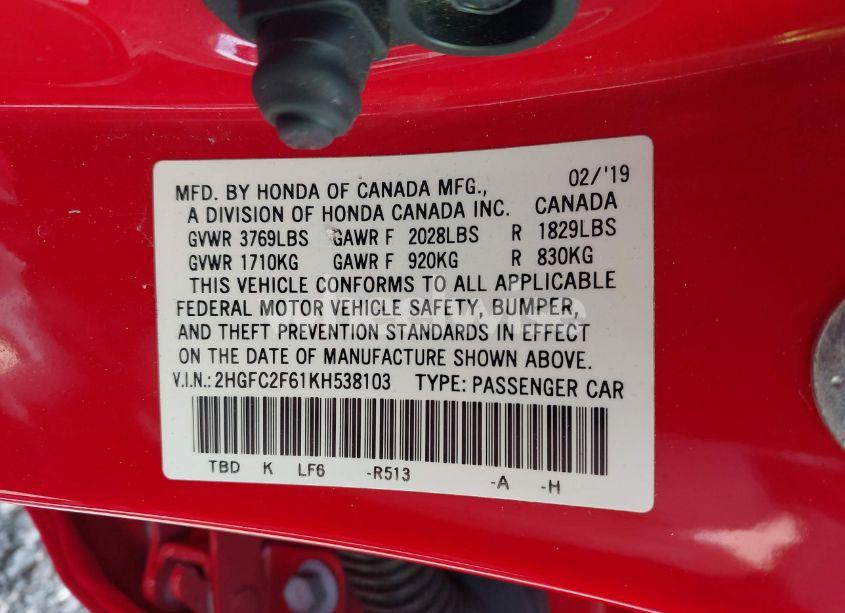 MFD. BY HONDA OF CANADA MFG., 02/'19
A DIVISION OF HONDA CANADA INC. CANADA
GVWR 3769LBS GAWR F 2028LBS R 1829LBS
GVWR 1710KG GAWR F 920KG R 830KG
THIS VEHICLE CONFORMS TO ALL APPLICABLE
FEDERAL MOTOR VEHICLE SAFETY, BUMPER,
AND THEFT PREVENTION STANDARDS IN EFFECT
ON THE DATE OF MANUFACTURE SHOWN ABOVE.
V.I.N.: 2HGFC2F61KH538103 TYPE: PASSENGER CAR
TBD K LF6 -R513 -A -H